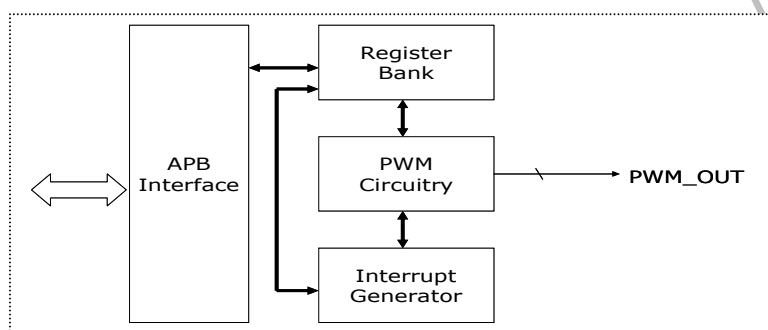 Register
Bank
APB
Interface
PWM
Circuitry
PWM_OUT
Interrupt
Generator